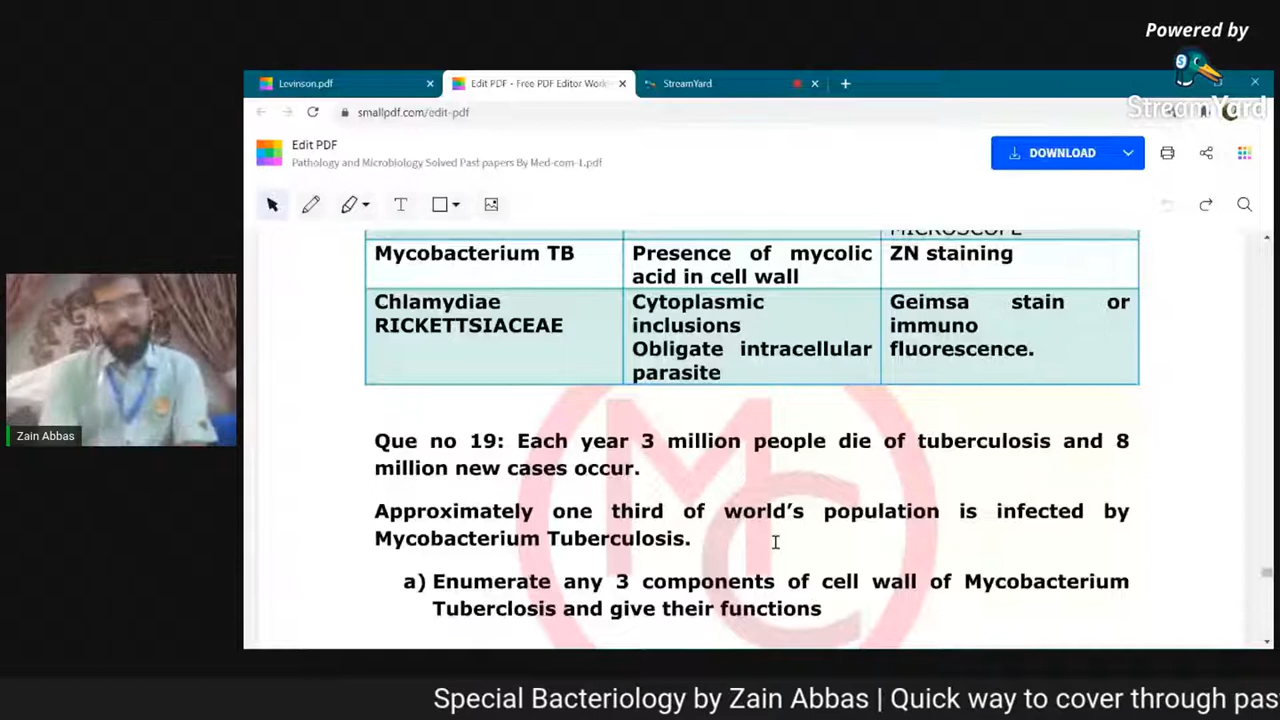 Powered by
StreamYard
Levinson.pdf
Edit PDF - Free PDF Editor Work
StreamYard
smallpdf.com/edit-pdf
Edit PDF
Pathology and Microbiology Solved Past papers By Med-com-1.pdf
DOWNLOAD
T
MICROSCOPE
Mycobacterium TB
Presence of mycolic
acid in cell wall
ZN staining
Chlamydiae
RICKETTSIACEAE
Cytoplasmic
inclusions
Obligate intracellular
parasite
Geimsa stain or
immuno
fluorescence.
Que no 19: Each year 3 million people die of tuberculosis and 8
million new cases occur.
Approximately one third of world's population is infected by
Mycobacterium Tuberculosis.
a) Enumerate any 3 components of cell wall of Mycobacterium
Tuberclosis and give their functions
MC
Zain Abbas
Special Bacteriology by Zain Abbas | Quick way to cover through pas